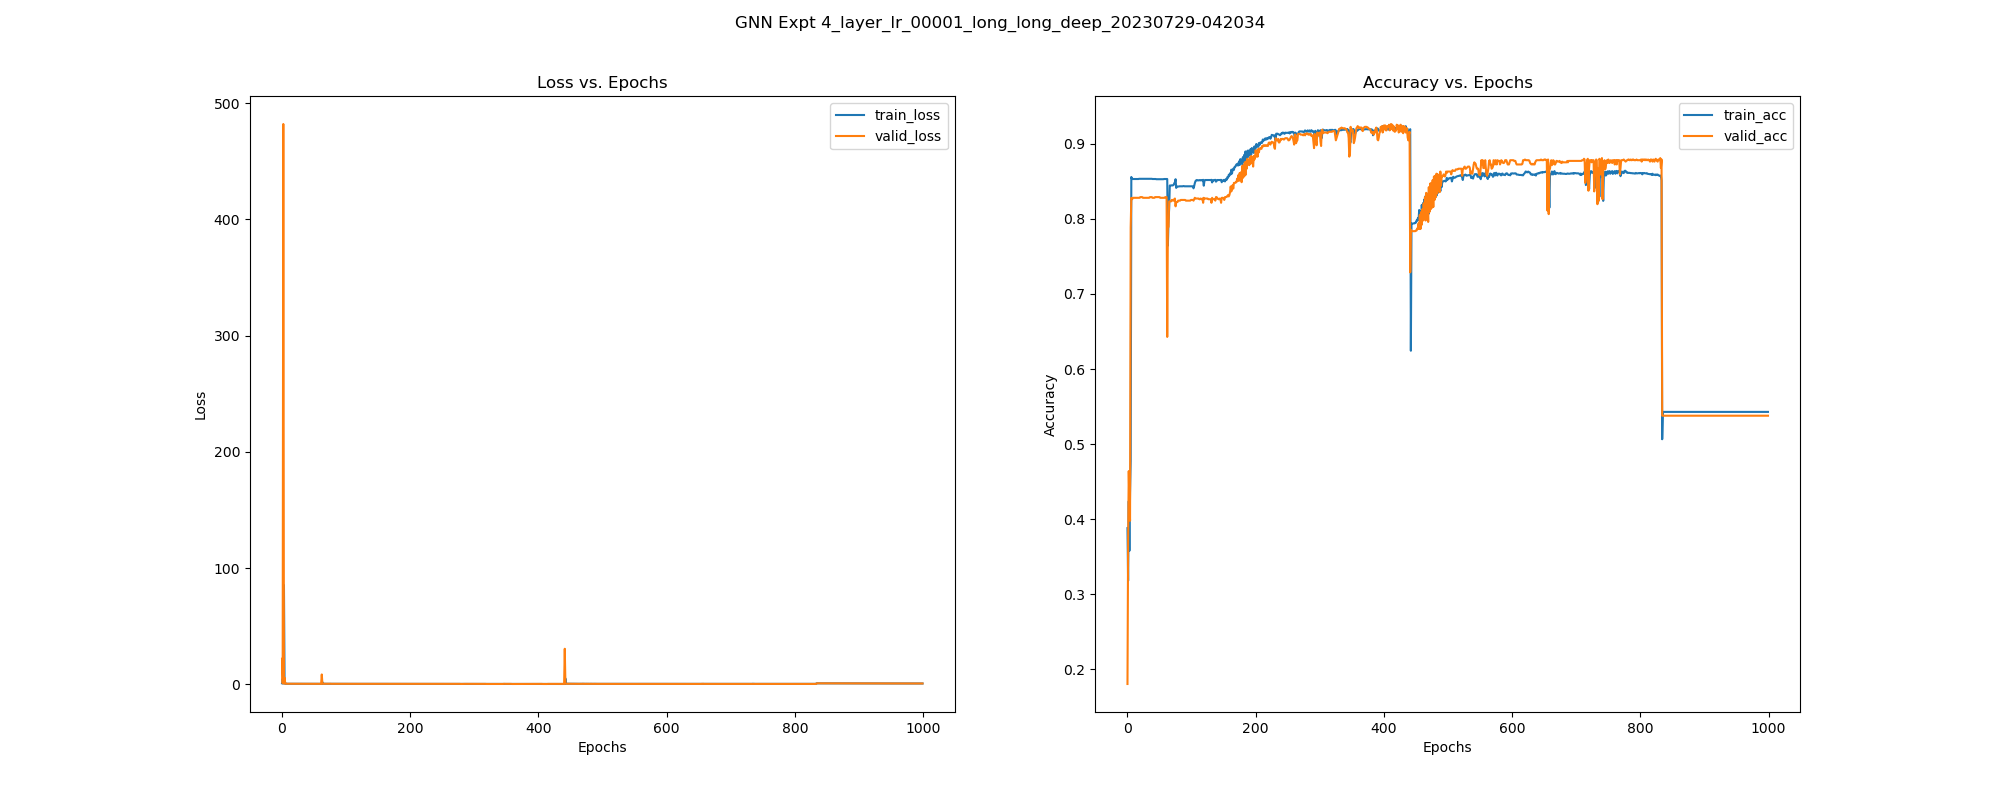 GNN Expt 4_layer_lr_00001_long_long_deep_20230729-042034
Loss vs. Epochs
500
400
300
200
100
0
Loss
0 200 400 600 800 1000
Epochs
train_loss
valid_loss
Accuracy vs. Epochs
0.9
0.8
0.7
0.6
0.5
0.4
0.3
0.2
Accuracy
0 200 400 600 800 1000
Epochs
train_acc
valid_acc